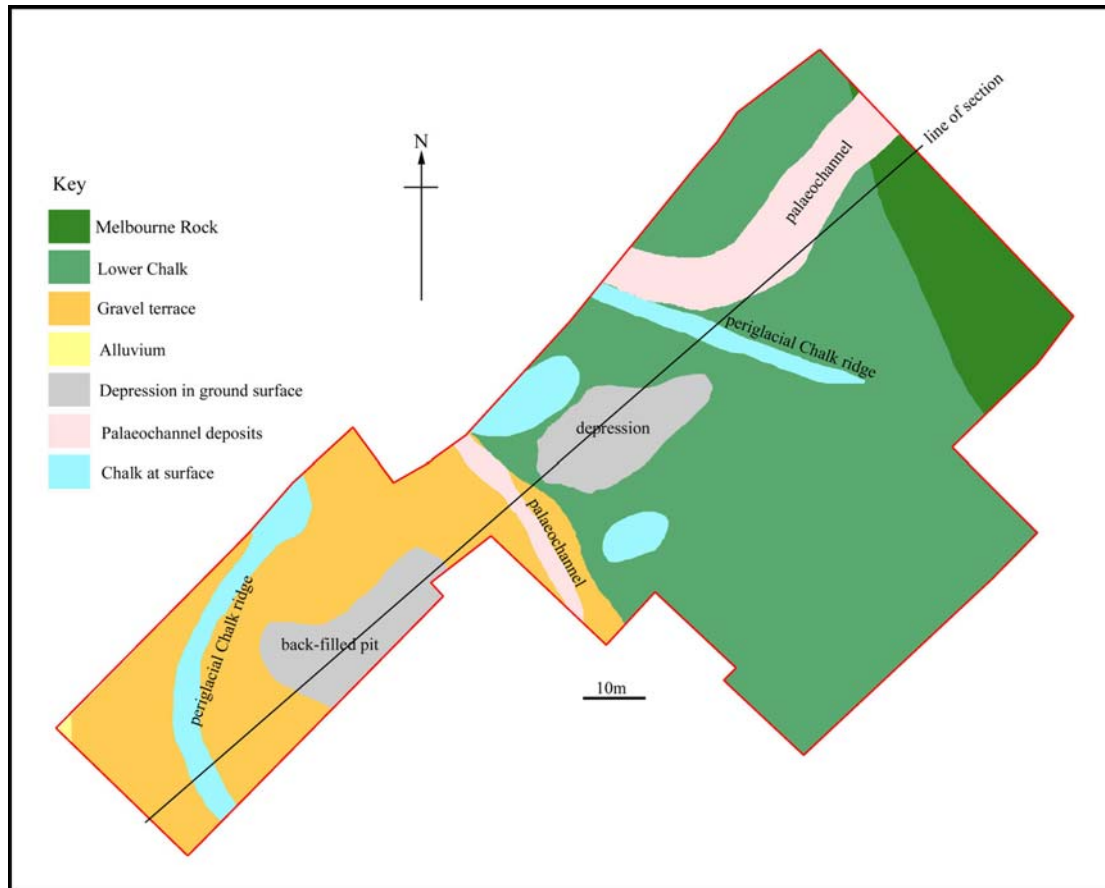 line of section
N
Key
Melbourne Rock
Lower Chalk
Gravel terrace
Alluvium
Depression in ground surface
Palaeochannel deposits
Chalk at surface
palaeochannel
periglacial Chalk ridge
depression
palaeochannel
periglacial Chalk ridge
back-filled pit
10m